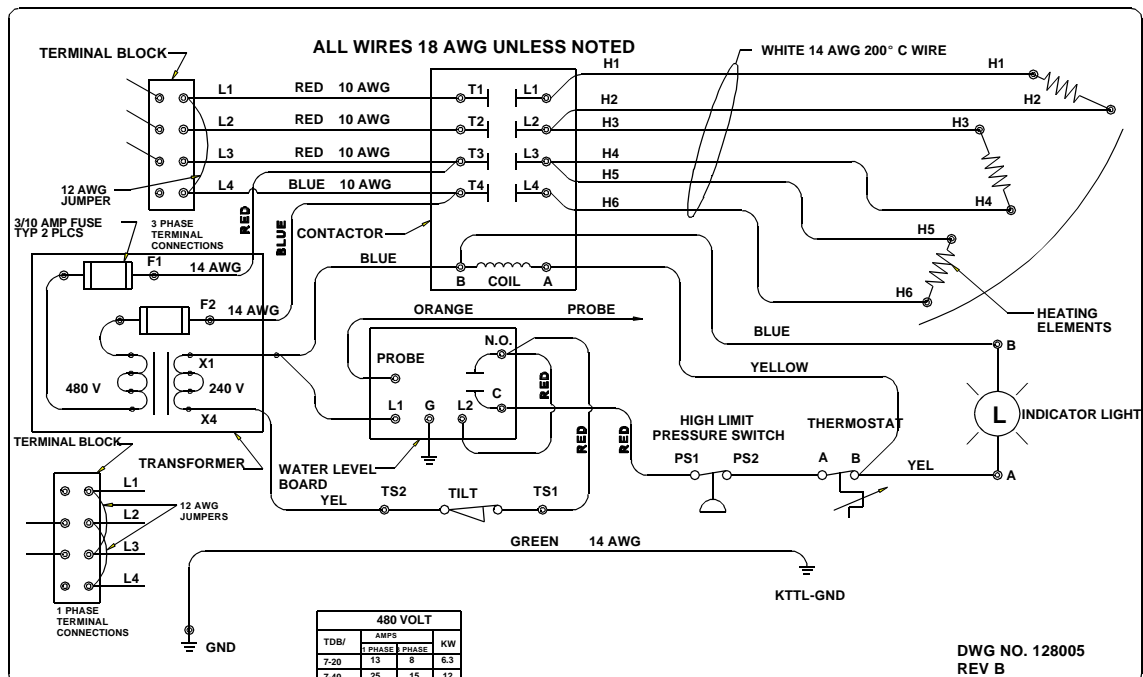 ALL WIRES 18 AWG UNLESS NOTED
TERMINAL BLOCK
WHITE 14 AWG 200° C WIRE
L1 RED 10 AWG T1 L1 H1 H1
H2 H2
L2 RED 10 AWG T2 L2 H3 H3
L3 RED 10 AWG T3 L3 H4 H4
H5 H5
L4 BLUE 10 AWG T4 L4 H6 H6
12 AWG
JUMPER
3 PHASE
TERMINAL
CONNECTIONS
RED
BLUE
CONTACTOR
3/10 AMP FUSE
TYP 2 PLCS
F1
14 AWG
F2
14 AWG
BLUE
B COIL A
HEATING
ELEMENTS
ORANGE PROBE
BLUE
B
N.O.
PROBE
X1
480 V 240 V
X4
YELLOW
C
RED
L1 G L2
RED
RED
HIGH LIMIT
PRESSURE SWITCH
PS1 PS2
THERMOSTAT
A B
YEL
L
INDICATOR LIGHT
A
TERMINAL BLOCK
TRANSFORMER
WATER LEVEL
BOARD
YEL TS2 TILT TS1
L1
L2
L3
L4
12 AWG
JUMPERS
1 PHASE
TERMINAL
CONNECTIONS
GREEN 14 AWG
KTTL-GND
GND
480 VOLT
TDB/ AMPS KW
1 PHASE 3 PHASE
7-20 13 8 6.3
7-40 25 15 12
DWG NO. 128005
REV B